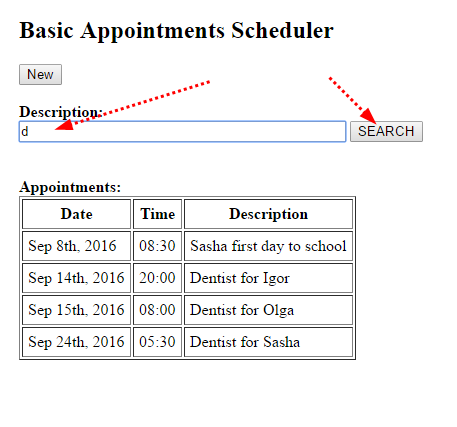 Basic Appointments Scheduler
New
Description:
d
SEARCH
Appointments:
Date Time Description
Sep 8th, 2016 08:30 Sasha first day to school
Sep 14th, 2016 20:00 Dentist for Igor
Sep 15th, 2016 08:00 Dentist for Olga
Sep 24th, 2016 05:30 Dentist for Sasha